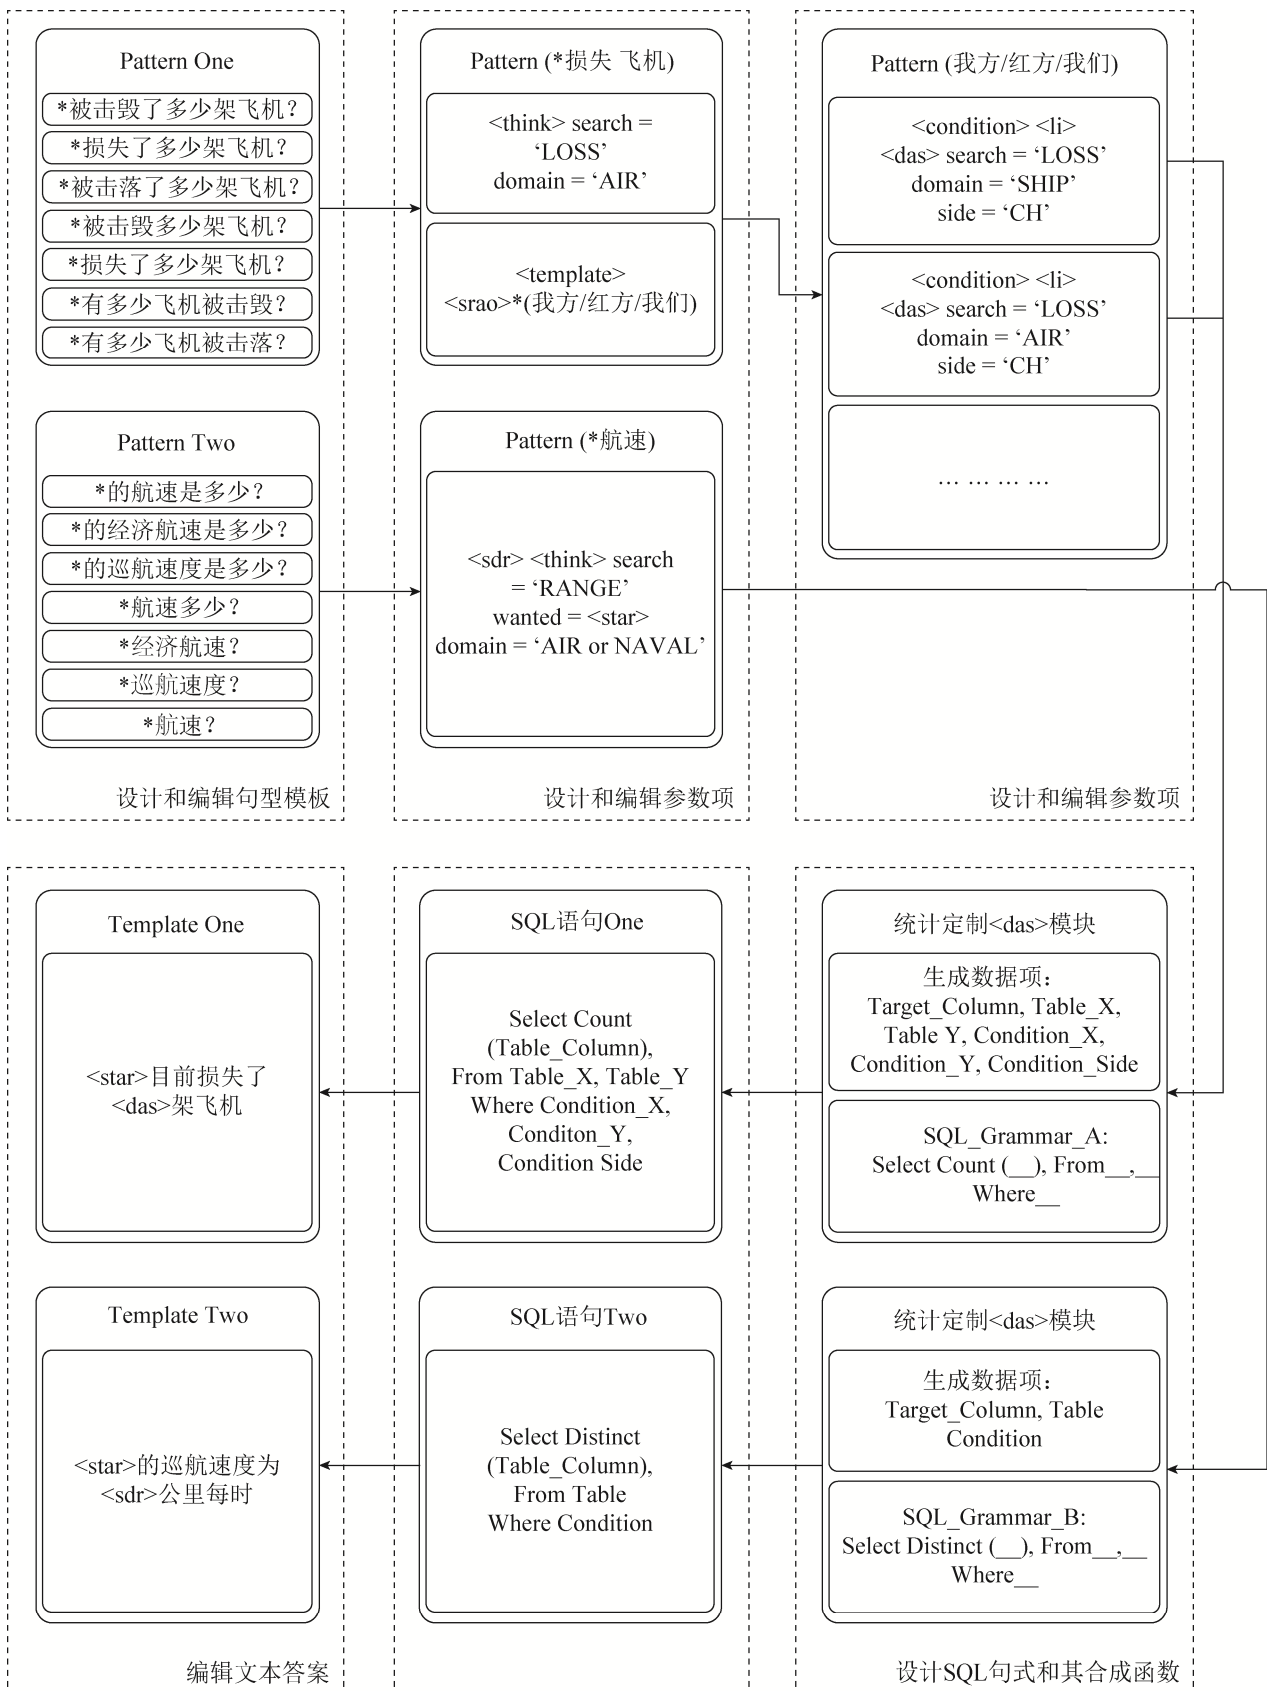 Pattern One
*被击毁了多少架飞机？
*损失了多少架飞机？
*被击落了多少架飞机？
*被击毁多少架飞机？
*损失了多少架飞机？
*有多少飞机被击毁？
*有多少飞机被击落？
Pattern Two
*的航速是多少？
*的经济航速是多少？
*的巡航速度是多少？
*航速多少？
*经济航速？
*巡航速度？
*航速？
设计和编辑句型模板
Pattern (*损失 飞机)
<think> search =
‘LOSS’
domain = ‘AIR’
<template>
<srao>*(我方/红方/我们)
Pattern (*航速)
<sdr> <think> search
= ‘RANGE’
wanted = <star>
domain = ‘AIR or NAVAL’
设计和编辑参数项
Pattern (我方/红方/我们)
<condition> <li>
<das> search = ‘LOSS’
domain = ‘SHIP’
side = ‘CH’
<condition> <li>
<das> search = ‘LOSS’
domain = ‘AIR’
side = ‘CH’
… … … …
设计和编辑参数项
Template One
<star>目前损失了
<das>架飞机
Template Two
<star>的巡航速度为
<sdr>公里每时
编辑文本答案
SQL语句One
Select Count
(Table_Column),
From Table_X, Table_Y
Where Condition_X,
Conditon_Y,
Condition Side
SQL语句Two
Select Distinct
(Table_Column),
From Table
Where Condition
统计定制<das>模块
生成数据项：
Target_Column, Table_X,
Table Y, Condition_X,
Condition_Y, Condition_Side
SQL_Grammar_A:
Select Count (__), From__,__
Where__
统计定制<das>模块
生成数据项：
Target_Column, Table
Condition
SQL_Grammar_B:
Select Distinct (__), From__,__
Where__
设计SQL句式和其合成函数